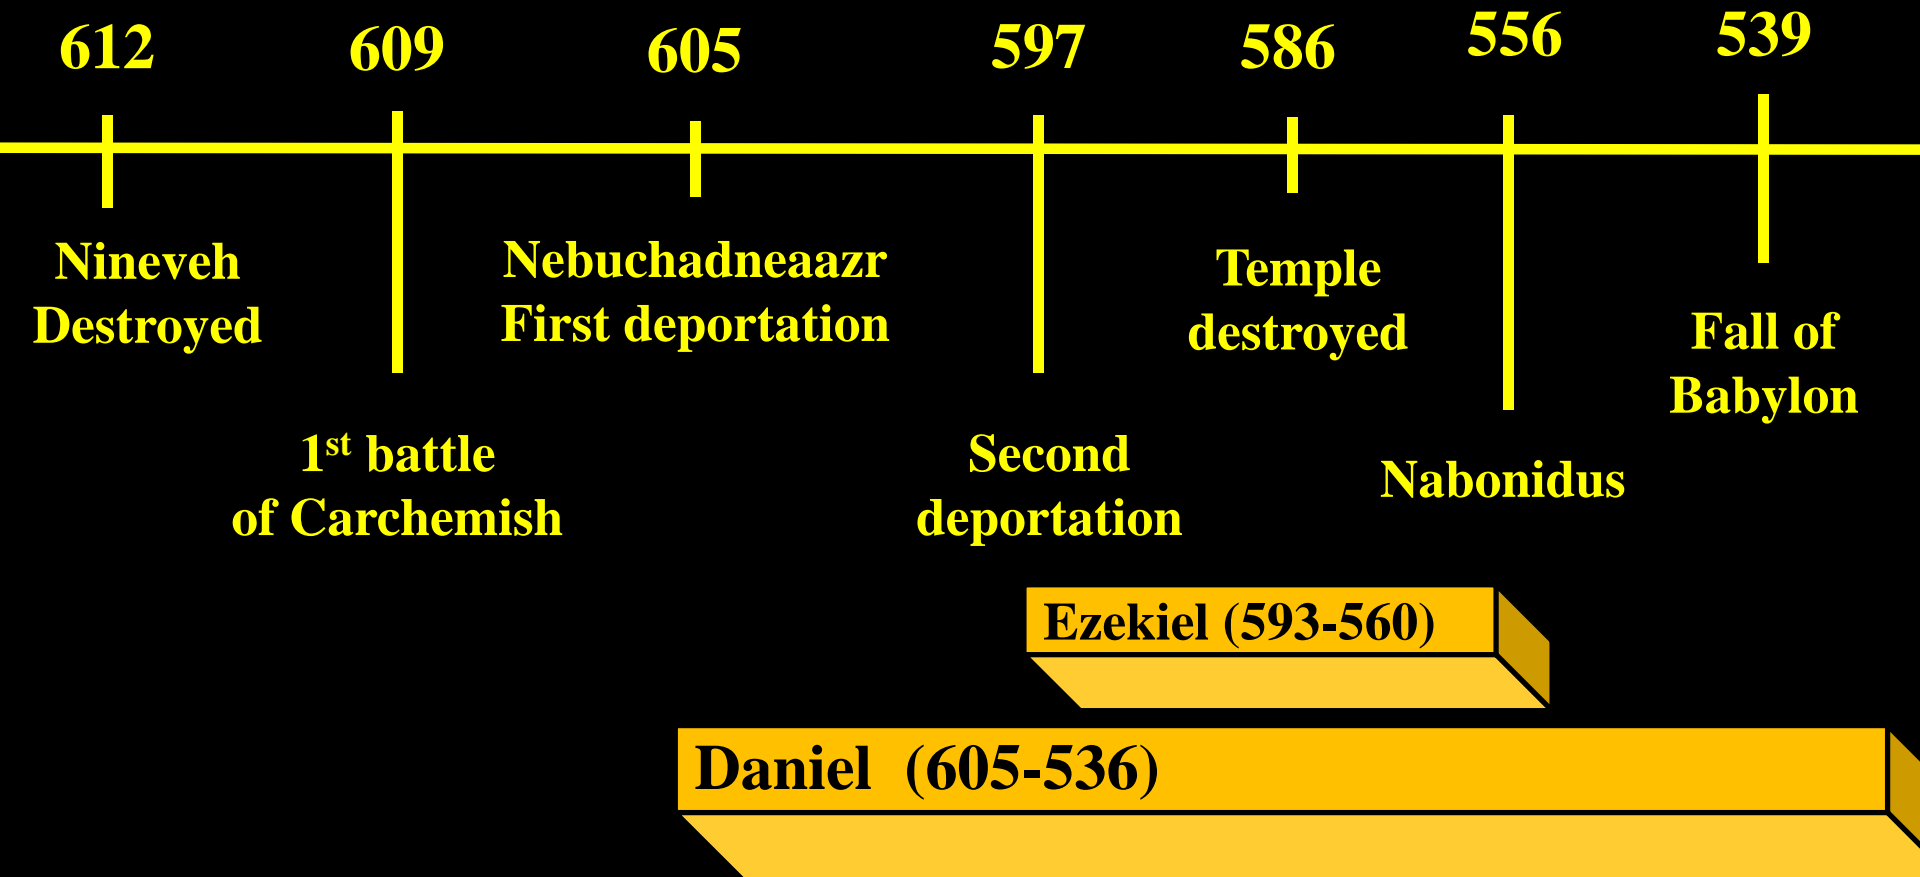 612 609 605 597 586 556 539
Nineveh
Destroyed
1st battle
of Carchemish
Nebuchadneaazr
First deportation
Second
deportation
Temple
destroyed
Nabonidus
Fall of
Babylon
Ezekiel (593-560)
Daniel (605-536)